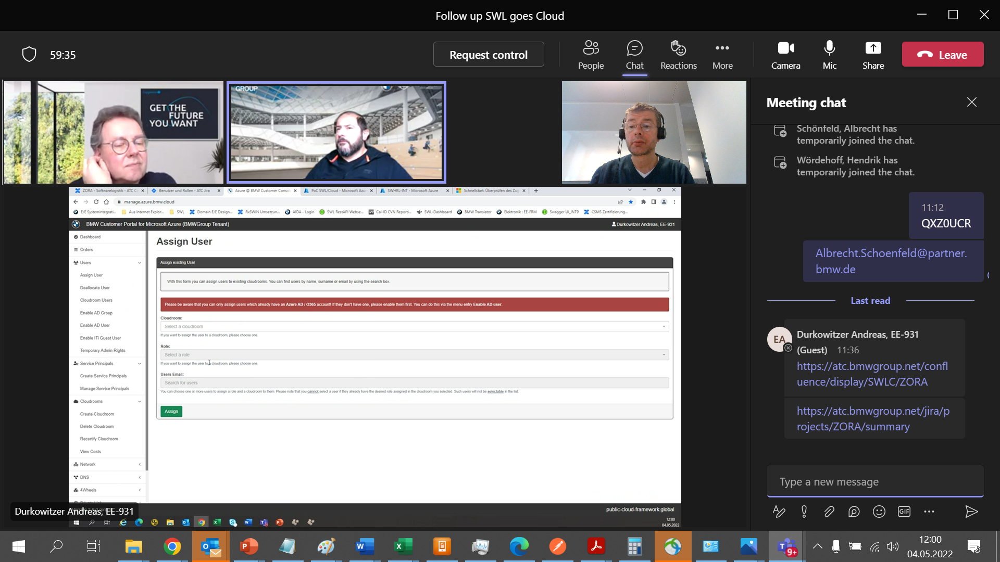 Follow up SWL goes Cloud
59:35
Request control
People
Chat
Reactions
More
Camera
Mic
Share
Leave
GET THE
FUTURE
YOU WANT
GROUP
Meeting chat
Schönfeld, Albrecht has
temporarily joined the chat.
Wördehoff, Hendrik has
temporarily joined the chat.
11:12
QXZ0UCR
Albrecht.Schoenfeld@partner.
bmw.de
Last read
EA
Durkowitzer Andreas, EE-931
(Guest) 11:36
https://atc.bmwgroup.net/confl
uence/display/SWLC/ZORA
https://atc.bmwgroup.net/jira/p
rojects/ZORA/summary
Type a new message
GIF
ZORA - Softwarelogistik - ATC Co
Benutzer und Rollen - ATC Jira
Azure @ BMW Customer Conso
PoC SWL/Cloud - Microsoft Azur
SWHRL-INT - Microsoft Azure
Schnellstart: Überprüfen des Zug
manage.azure.bmw.cloud
E/E Systemintegrati...
Aus Internet Explor...
SWL
Domain E/E Design...
RxSWIN Umsetzun...
AIDA - Login
SWL RestAPI Webse...
Cal-ID CVN Reporti...
SWL-Dashboard
BMW Translator
Elektronik : EE-FRM
Swagger UI_INT9
CSMS Zertifizierung...
BMW Customer Portal for Microsoft Azure (BMWGroup Tenant)
Durkowitzer Andreas, EE-931
Dashboard
Orders
Users
Assign User
Deallocate User
Cloudroom Users
Enable AD Group
Enable AD User
Enable ITi Guest User
Temporary Admin Rights
Service Principals
Create Service Principals
Manage Service Principals
Cloudrooms
Create Cloudroom
Delete Cloudroom
Recertify Cloudroom
View Costs
Network
DNS
4Wheels
Assign User
Assign existing User
With this form you can assign users to existing cloudrooms. You can find users by name, surname or email by using the search box.
Please be aware that you can only assign users which already have an Azure AD / O365 account! If they don't have one, please enable them first. You can do this via the menu entry Enable AD user.
Cloudroom:
Select a cloudroom
If you want to assign the user to a cloudroom, please choose one.
Role:
Select a role
If you want to assign the user to a cloudroom, please choose one.
Users Email:
Search for users
You can choose one or more users to assign a role and a cloudroom to them. Please note that you cannot select a user if they already have the desired role assigned in the cloudroom you selected. Such users will not be selectable in the list.
Assign
public-cloud-framework:global
Durkowitzer Andreas, EE-931
12:00
04.05.2022
9+
12:00
04.05.2022